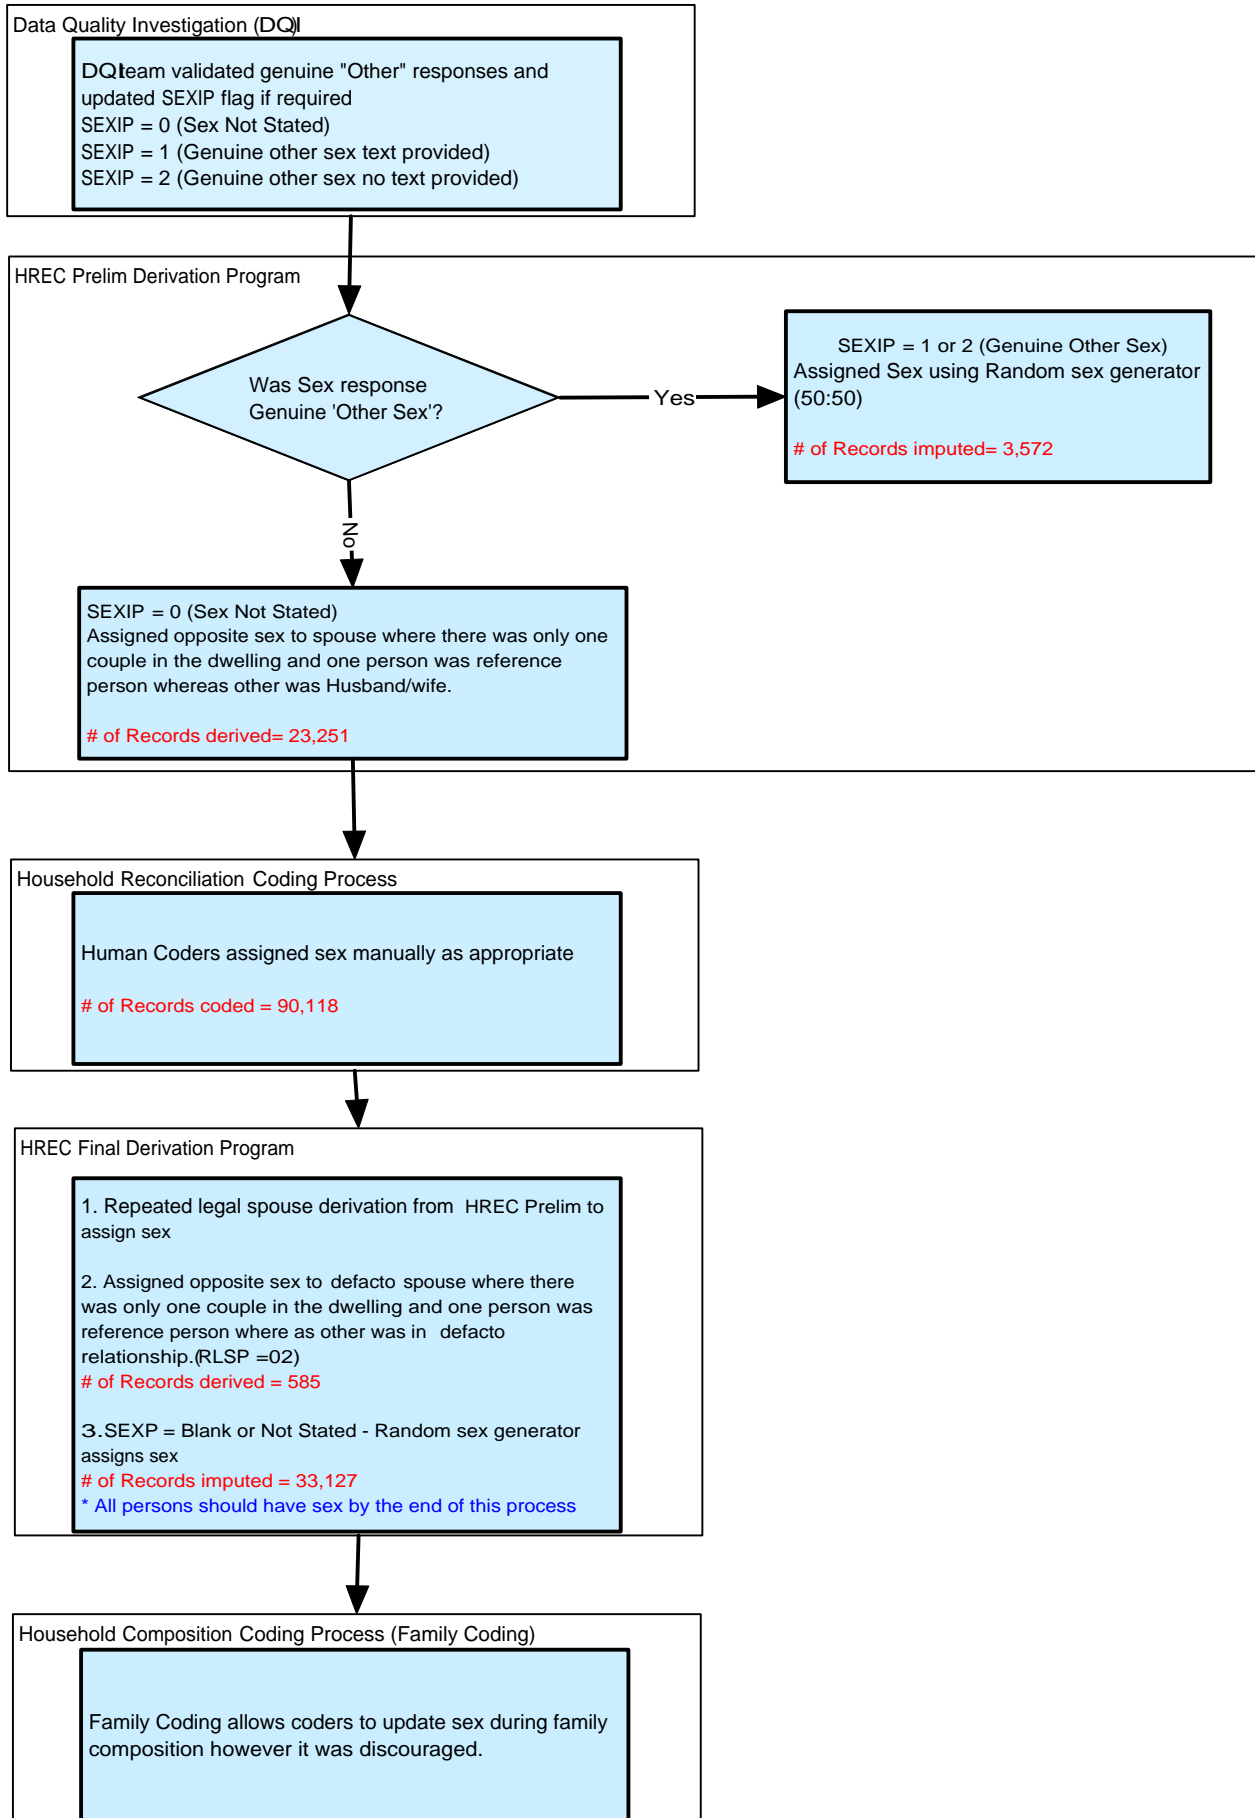 Data Quality Investigation (DQI)
DQI team validated genuine "Other" responses and
updated SEXIP flag if required
SEXIP = 0 (Sex Not Stated)
SEXIP = 1 (Genuine other sex text provided)
SEXIP = 2 (Genuine other sex no text provided)
HREC Prelim Derivation Program
Was Sex response
Genuine 'Other Sex'?
Yes
SEXIP = 1 or 2 (Genuine Other Sex)
Assigned Sex using Random sex generator
(50:50)
# of Records imputed= 3,572
No
SEXIP = 0 (Sex Not Stated)
Assigned opposite sex to spouse where there was only one
couple in the dwelling and one person was reference
person whereas other was Husband/wife.
# of Records derived= 23,251
Household Reconciliation Coding Process
Human Coders assigned sex manually as appropriate
# of Records coded = 90,118
HREC Final Derivation Program
1. Repeated legal spouse derivation from HREC Prelim to
assign sex
2. Assigned opposite sex to defacto spouse where there
was only one couple in the dwelling and one person was
reference person where as other was in defacto
relationship.(RLSP =02)
# of Records derived = 585
3.SEXP = Blank or Not Stated - Random sex generator
assigns sex
# of Records imputed = 33,127
* All persons should have sex by the end of this process
Household Composition Coding Process (Family Coding)
Family Coding allows coders to update sex during family
composition however it was discouraged.